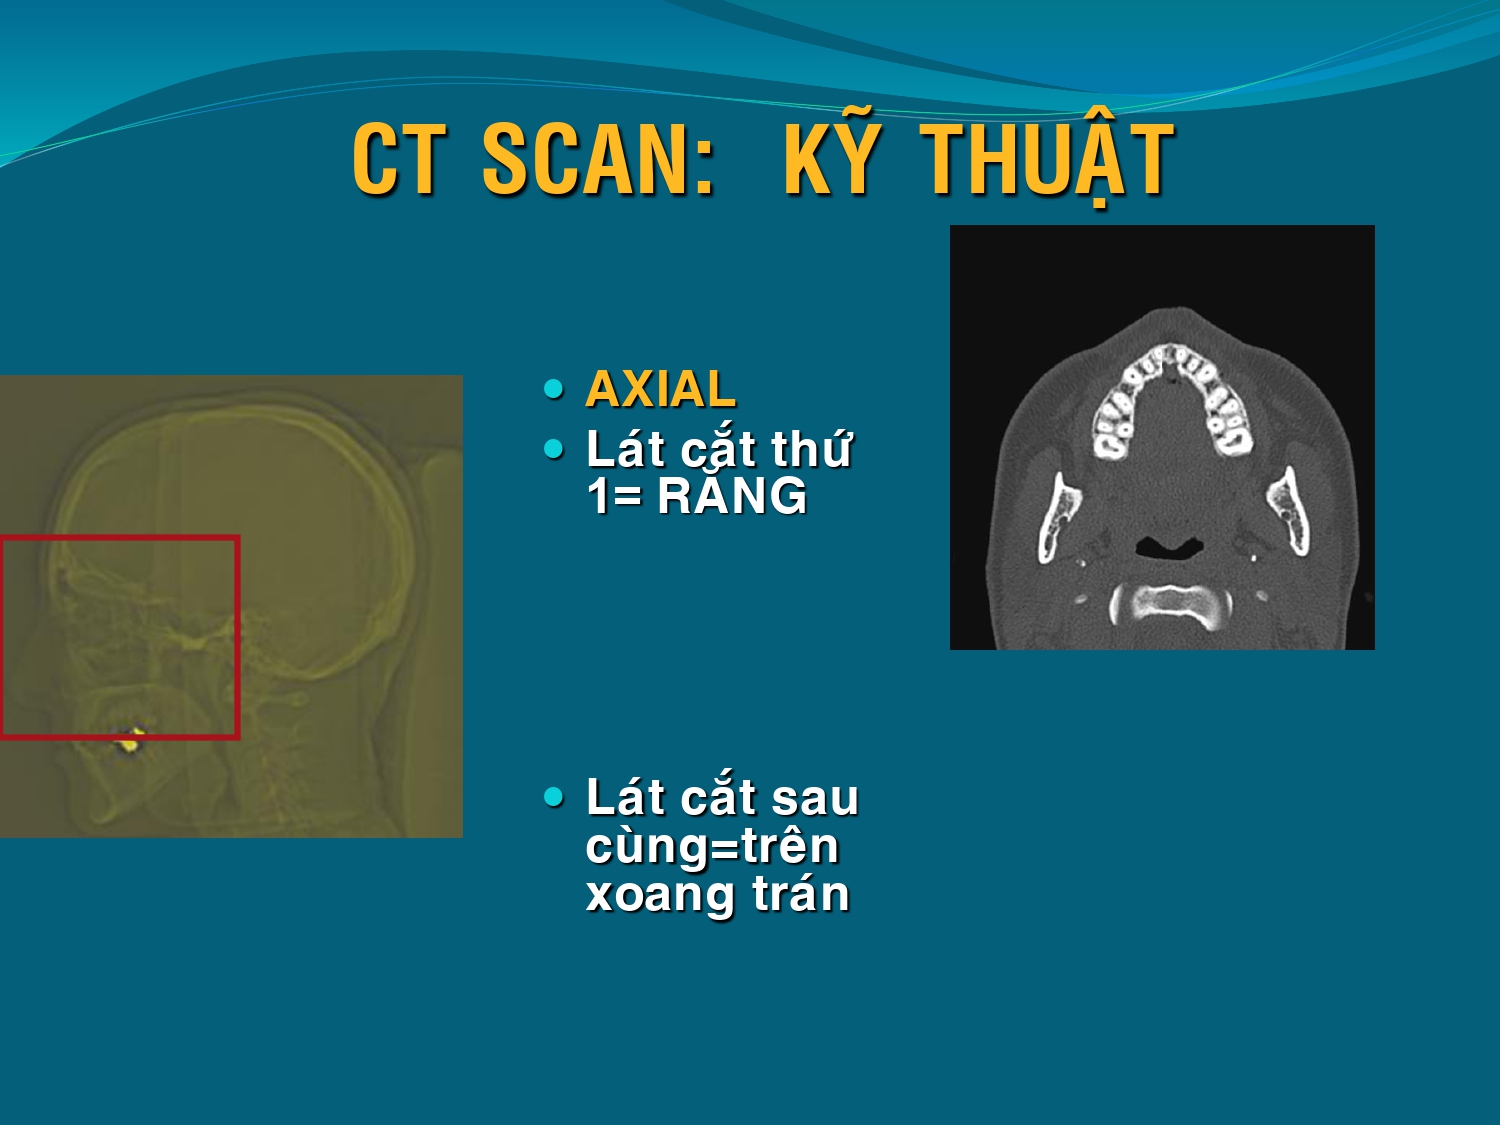 CT SCAN: KỸ THUẬT
AXIAL
Lát cắt thứ
1= RĂNG
Lát cắt sau
cùng=trên
xoang trán